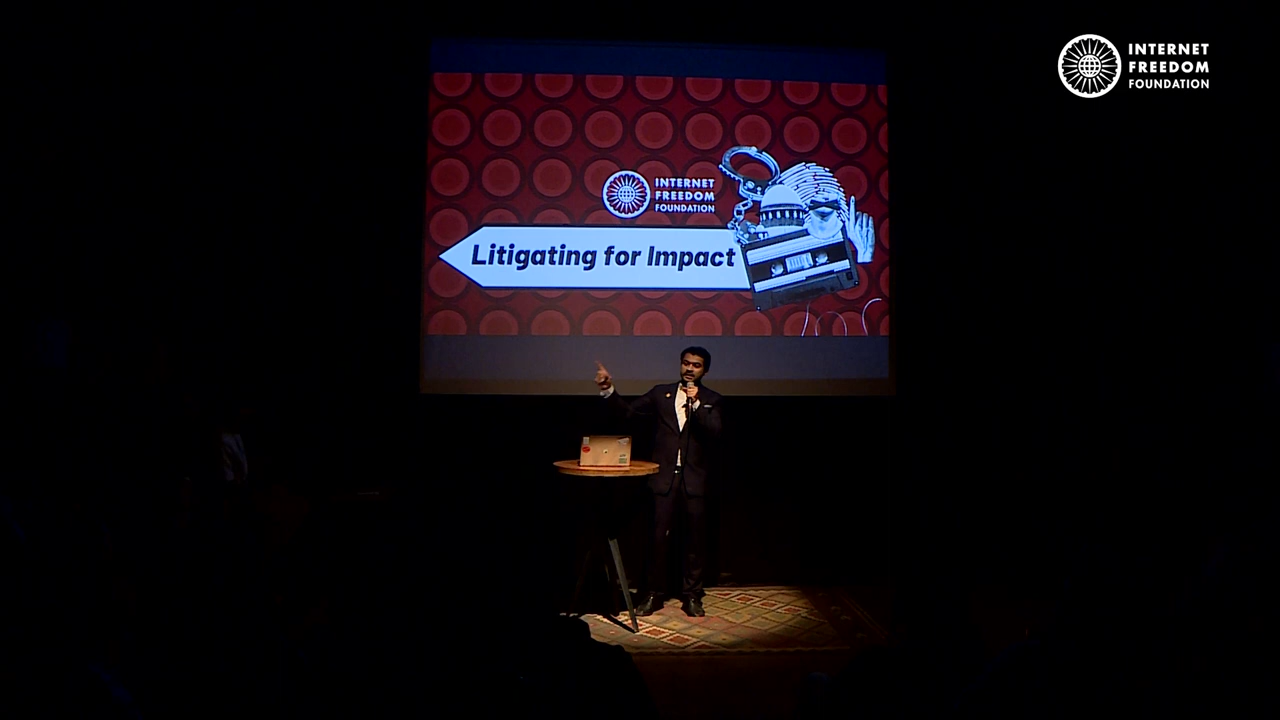 INTERNET
FREEDOM
FOUNDATION
INTERNET
FREEDOM
FOUNDATION
Litigating for Impact